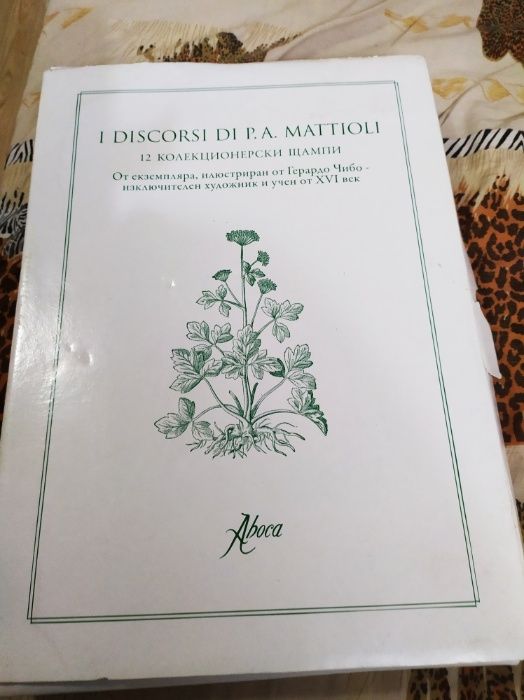 I DISCORSI DI P. A. MATTIOLI
12 КОЛЕКЦИОНЕРСКИ ЩАМПИ
От екземпляра, илюстриран от Герардо Чибо -
изключителен художник и учен от XVI век
Aboca